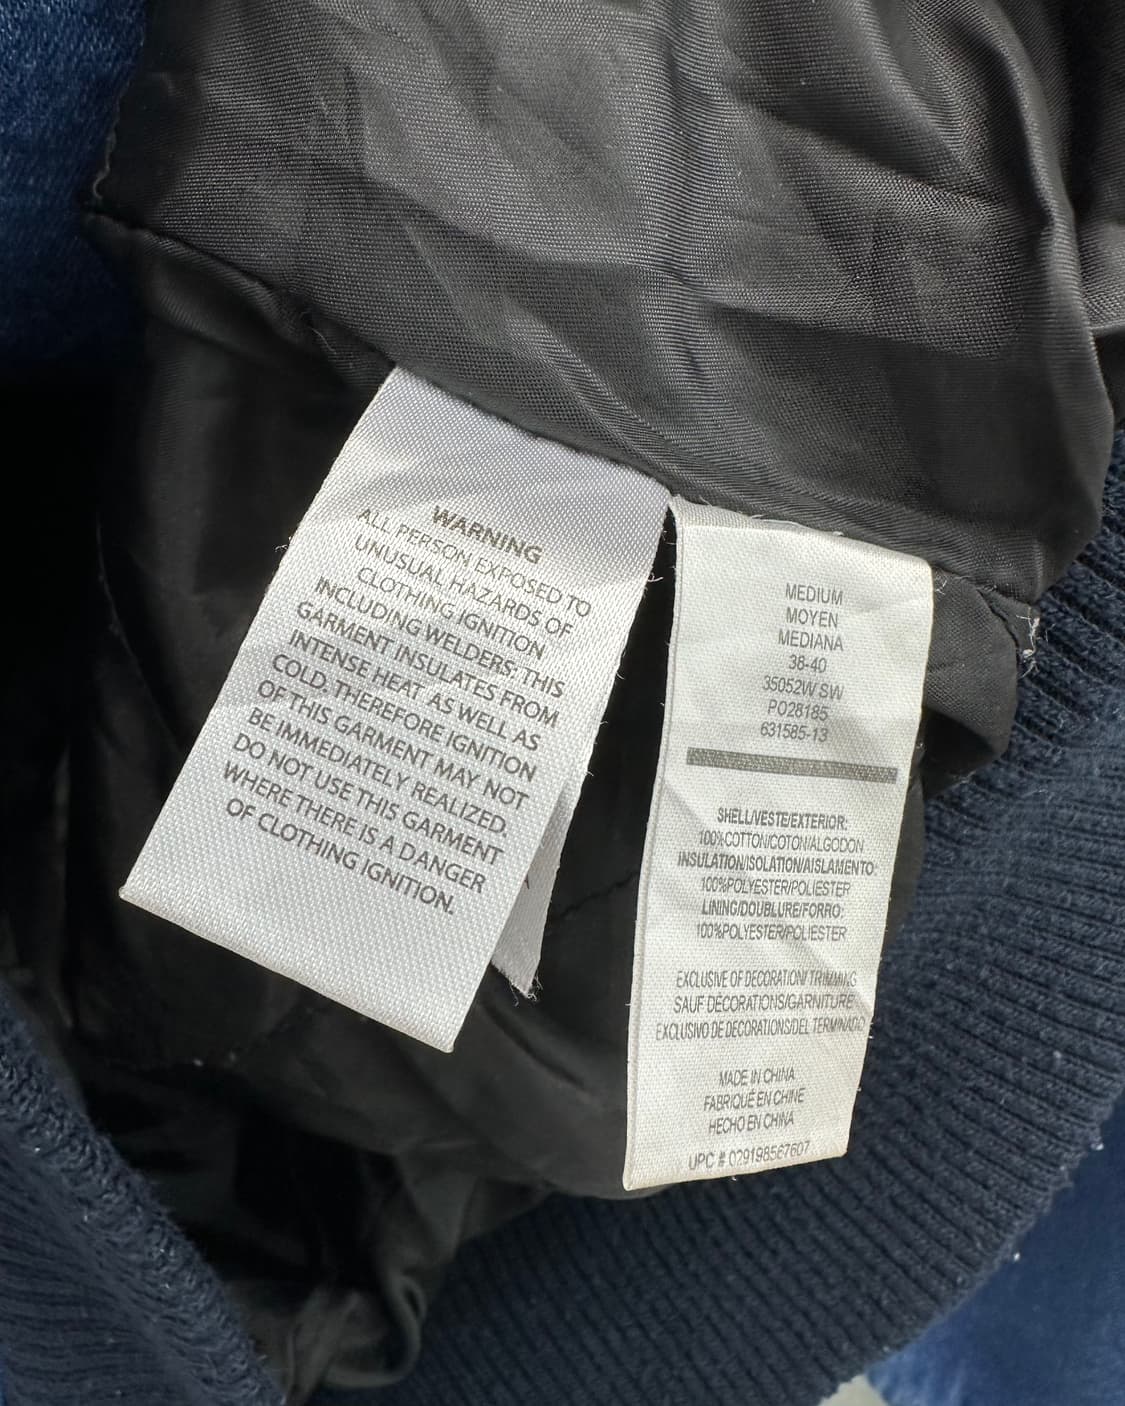 WARNING
ALL PERSON EXPOSED TO
UNUSUAL HAZARDS OF
CLOTHING IGNITION
INCLUDING WELDERS; THIS
GARMENT INSULATES FROM
INTENSE HEAT AS WELL AS
COLD. THEREFORE IGNITION
OF THIS GARMENT MAY NOT
BE IMMEDIATELY REALIZED.
DO NOT USE THIS GARMENT
WHERE THERE IS A DANGER
OF CLOTHING IGNITION.
MEDIUM
MOYEN
MEDIANA
38-40
35052W SW
PO28185
631585-13
SHELL/VESTE/EXTERIOR:
100%COTTON/COTON/ALGODON
INSULATION/ISOLATION/AISLAMENTO:
100%POLYESTER/POLIESTER
LINING/DOUBLURE/FORRO:
100%POLYESTER/POLIESTER
EXCLUSIVE OF DECORATION/ TRIMMING
SAUF DÉCORATIONS/GARNITURE
EXCLUSIVO DE DECORATIONS/DEL TERMINADO
MADE IN CHINA
FABRIQUÉ EN CHINE
HECHO EN CHINA
UPC # 029198567607